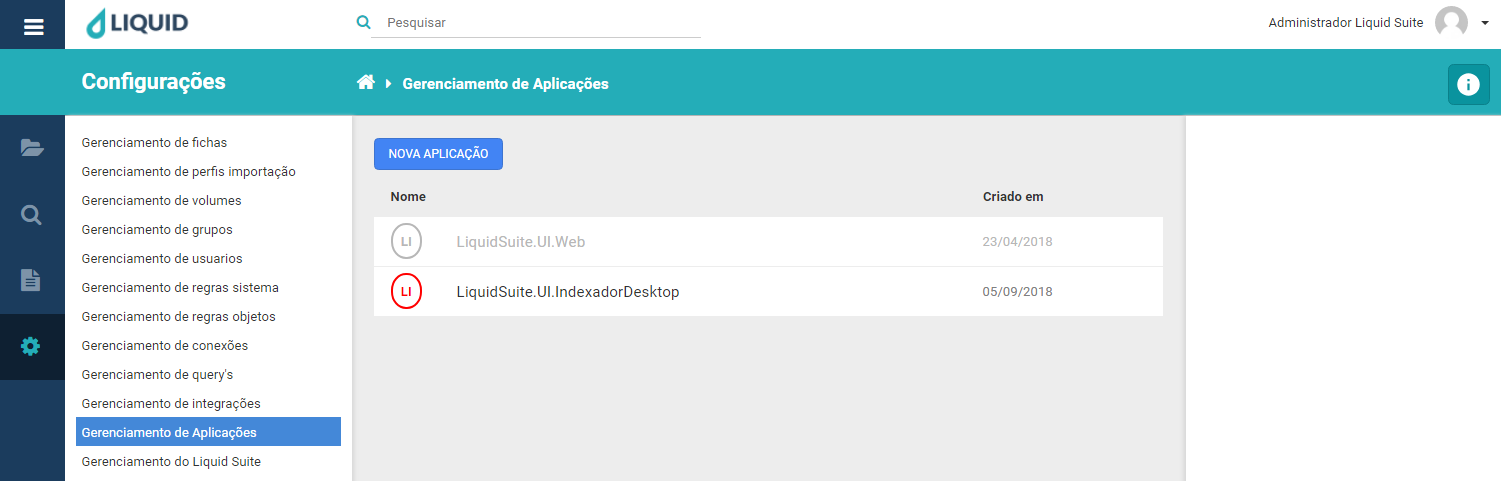 LIQUID
Pesquisar
Administrador Liquid Suite
Configurações
Gerenciamento de Aplicações
Gerenciamento de fichas
Gerenciamento de perfis importação
Gerenciamento de volumes
Gerenciamento de grupos
Gerenciamento de usuarios
Gerenciamento de regras sistema
Gerenciamento de regras objetos
Gerenciamento de conexões
Gerenciamento de query's
Gerenciamento de integrações
Gerenciamento de Aplicações
Gerenciamento do Liquid Suite
NOVA APLICAÇÃO
Nome Criado em
LI LiquidSuite.UI.Web 23/04/2018
LI LiquidSuite.UI.IndexadorDesktop 05/09/2018